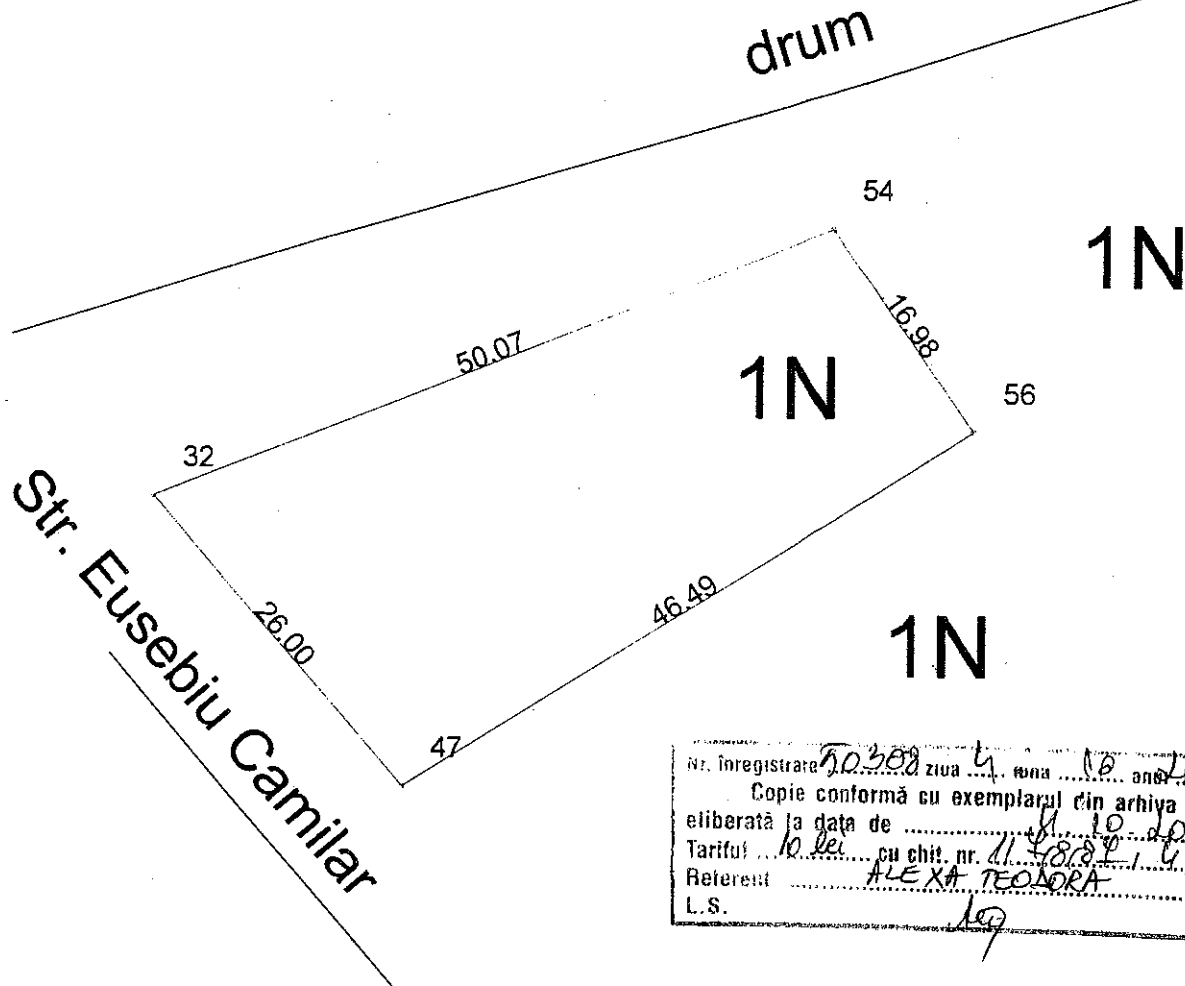 drum
54
1N
50.07
16.98
1N
56
32
Str. Eusebiu Camilar
26.00
46.49
1N
47
Nr. înregistrare 50308 ziua 4 luna 10 anul
Copie conformă cu exemplarul din arhiva
eliberată la data de 10
Tariful 10 lei cu chit. nr.
Referent ALEXA TEODORA
L.S.